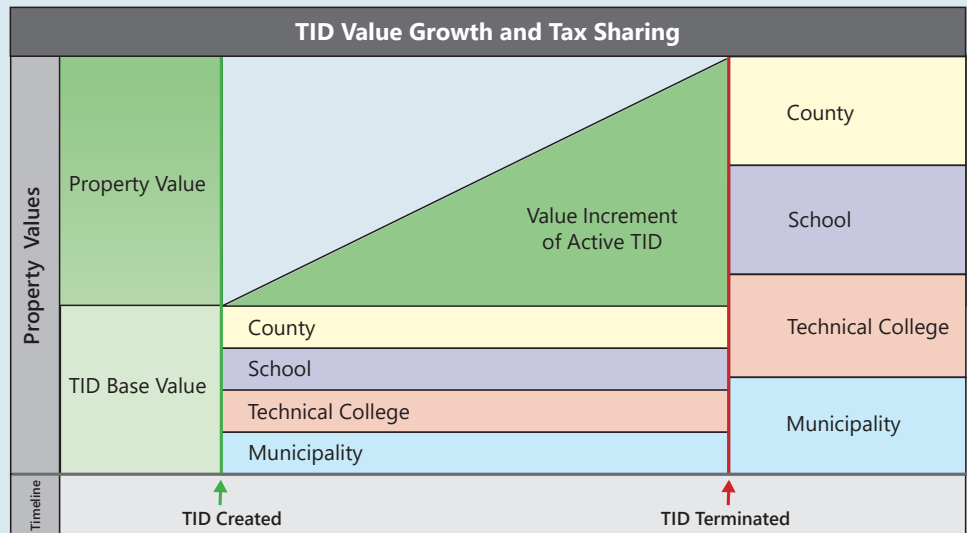 TID Value Growth and Tax Sharing
Property Values
Property Value
TID Base Value
Value Increment
of Active TID
County
School
Technical College
Municipality
County
School
Technical College
Municipality
Timeline
TID Created
TID Terminated